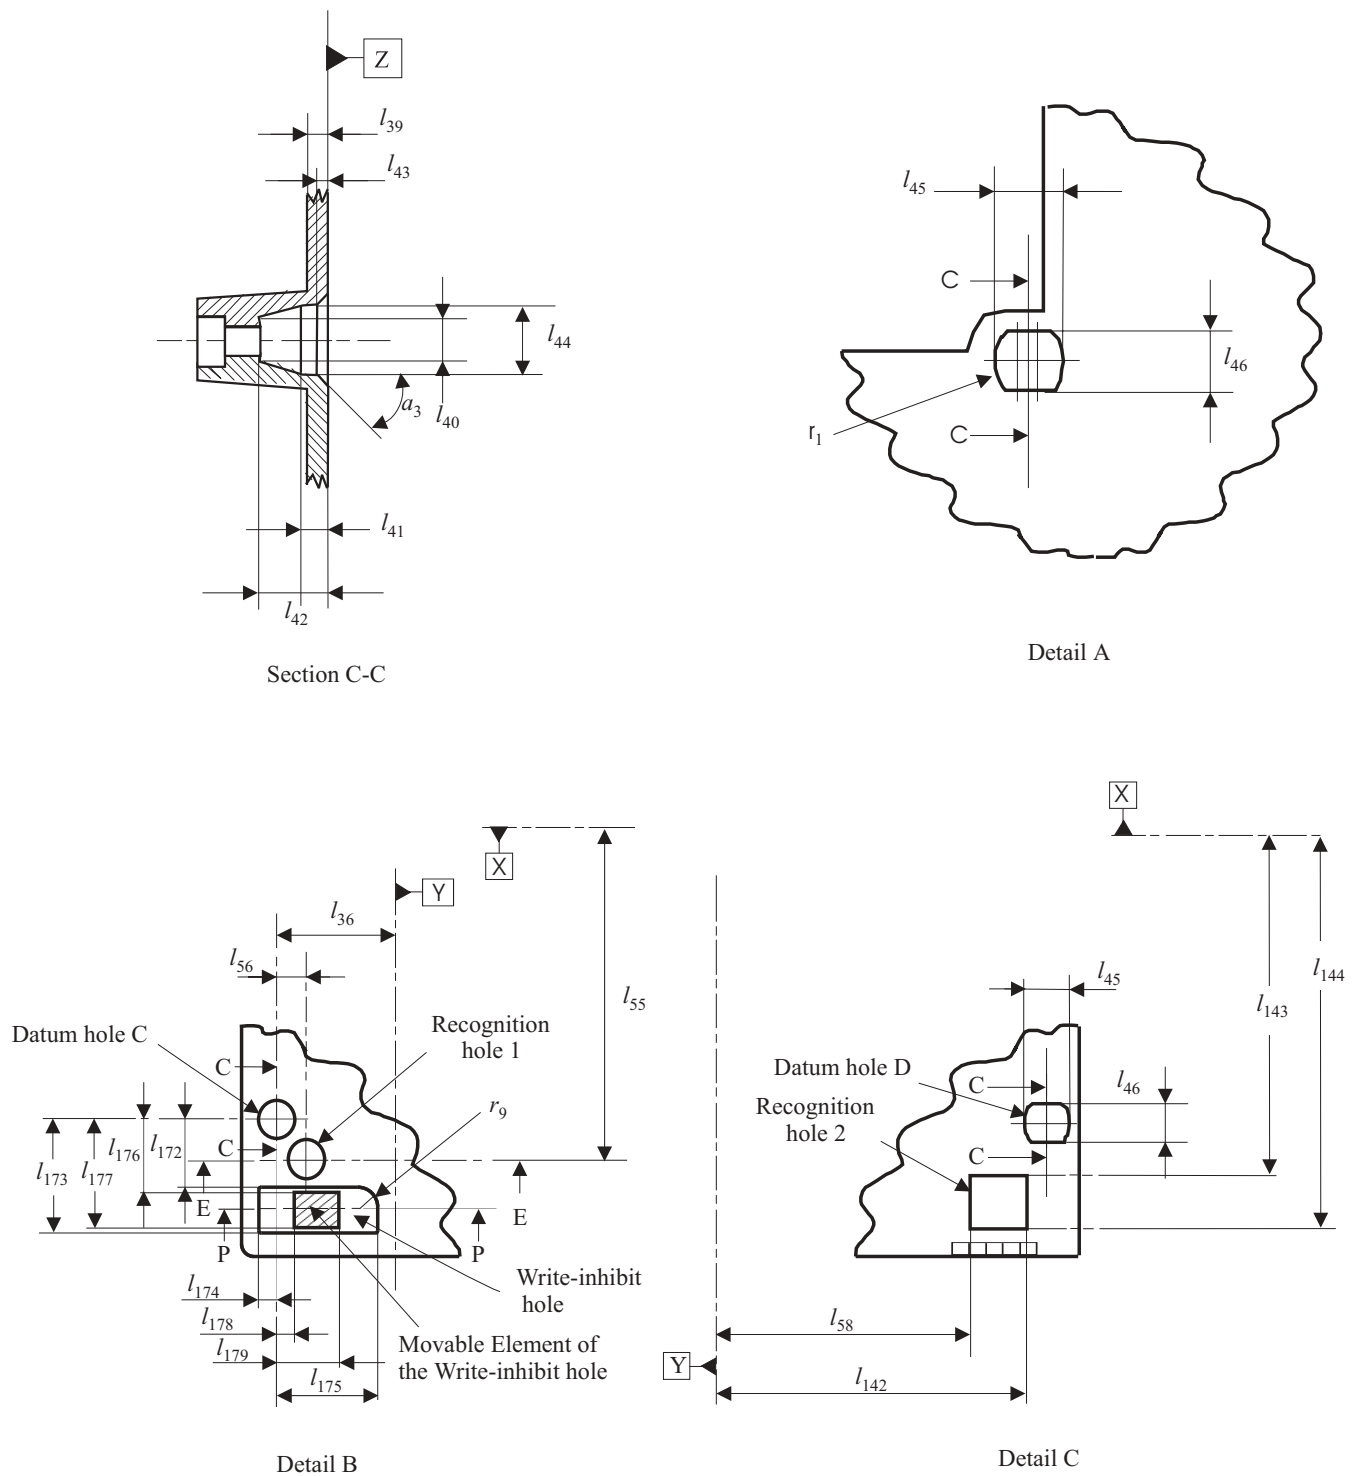 Z
l39
l43
l44
a3
l40
l41
l42
Section C-C
l45
C
l46
r1
C
Detail A
X
Y
l36
l56
l55
Datum hole C
Recognition
hole 1
C
r9
l176
l172
C
l173
l177
E
E
P
P
Write-inhibit
hole
l174
l178
Movable Element of
the Write-inhibit hole
l179
l175
Detail B
X
l45
l144
l143
Datum hole D
C
l46
Recognition
hole 2
C
l58
Y
l142
Detail C